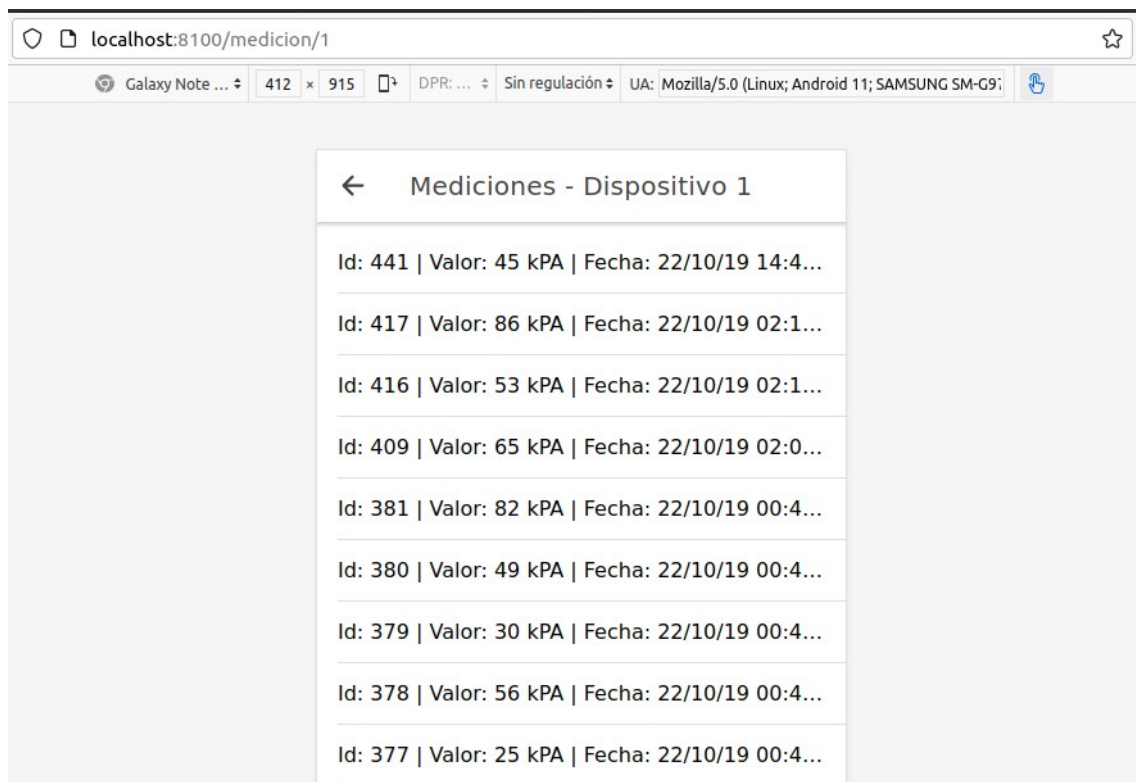 localhost:8100/medicion/1
Galaxy Note ... 412 × 915 DPR: ... Sin regulación UA: Mozilla/5.0 (Linux; Android 11; SAMSUNG SM-G97
Mediciones - Dispositivo 1
Id: 441 | Valor: 45 kPA | Fecha: 22/10/19 14:4...
Id: 417 | Valor: 86 kPA | Fecha: 22/10/19 02:1...
Id: 416 | Valor: 53 kPA | Fecha: 22/10/19 02:1...
Id: 409 | Valor: 65 kPA | Fecha: 22/10/19 02:0...
Id: 381 | Valor: 82 kPA | Fecha: 22/10/19 00:4...
Id: 380 | Valor: 49 kPA | Fecha: 22/10/19 00:4...
Id: 379 | Valor: 30 kPA | Fecha: 22/10/19 00:4...
Id: 378 | Valor: 56 kPA | Fecha: 22/10/19 00:4...
Id: 377 | Valor: 25 kPA | Fecha: 22/10/19 00:4...